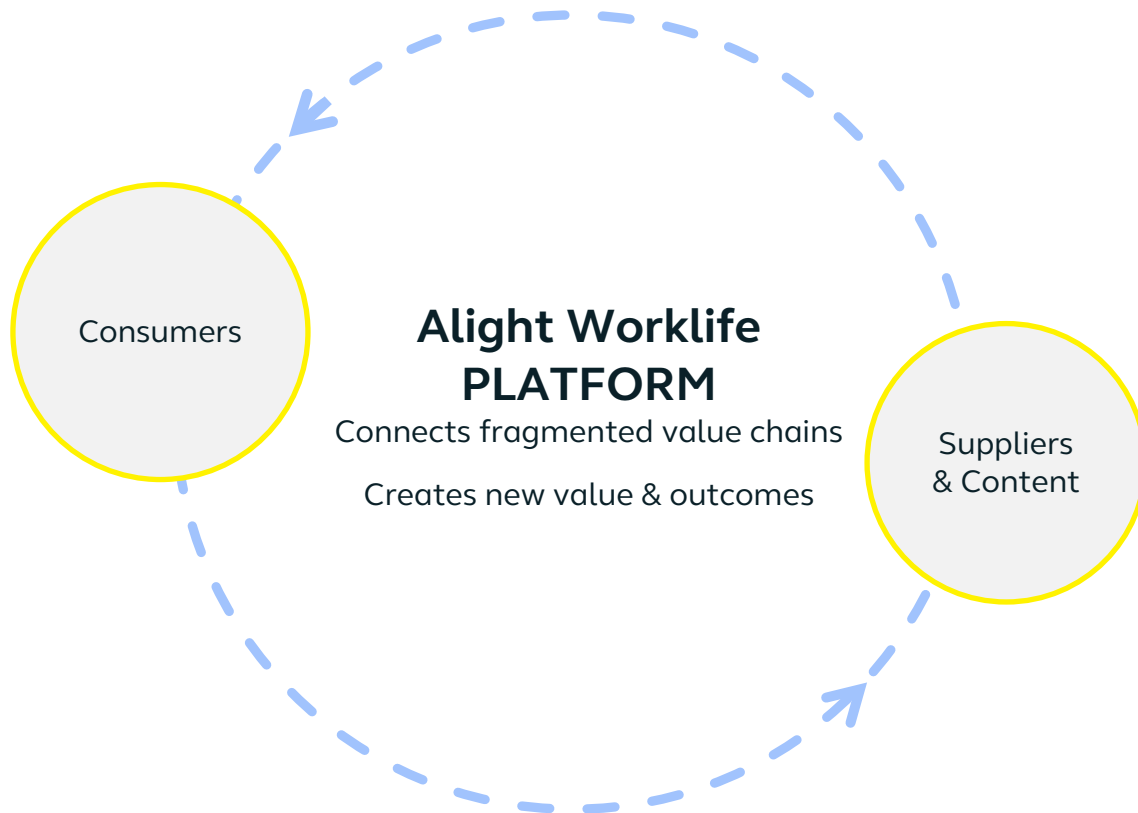 Consumers
Alight Worklife
PLATFORM
Connects fragmented value chains
Creates new value & outcomes
Suppliers
& Content